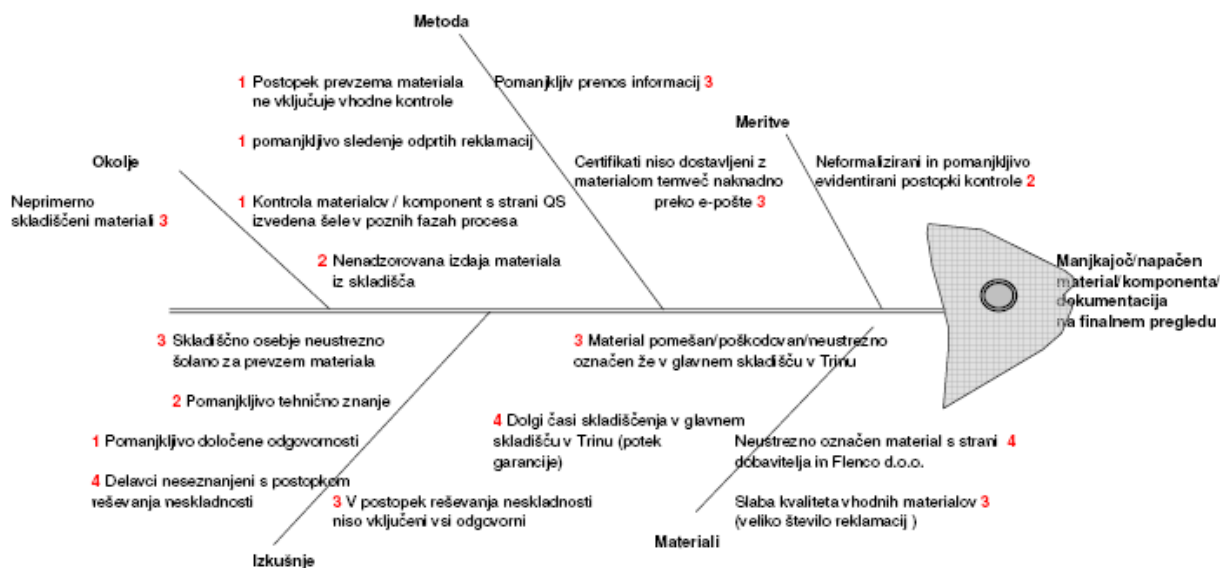 Metoda
1 Postopek prevzema materiala
ne vključuje vhodne kontrole
Pomanjkljiv prenos informacij 3
1 pomanjkljivo sledenje odprtih reklamacij
Meritve
Okolje
Certifikati niso dostavljeni z
materialom temveč naknadno
preko e-pošte 3
Neformalizirani in pomanjkljivo
evidentirani postopki kontrole 2
Neprimerno
skladiščeni materiali 3
1 Kontrola materialov / komponent s strani QS
izvedena šele v poznih fazah procesa
2 Nenadzorovana izdaja materiala
iz skladišča
Manjkajoč/napačen
material/komponenta/
dokumentacija
na finalnem pregledu
3 Skladiščno osebje neustrezno
šolano za prevzem materiala
3 Material pomešan/poškodovan/neustrezno
označen že v glavnem skladišču v Trinu
2 Pomanjkljivo tehnično znanje
4 Dolgi časi skladiščenja v glavnem
skladišču v Trinu (potek
garancije)
1 Pomanjkljivo določene odgovornosti
Neustrezno označen material s strani 4
dobavitelja in Flenco d.o.o.
4 Delavci neseznanjeni s postopkom
reševanja neskladnosti
3 V postopek reševanja neskladnosti
niso vključeni vsi odgovorni
Slaba kvaliteta vhodnih materialov 3
(veliko število reklamacij )
Materiali
Izkušnje